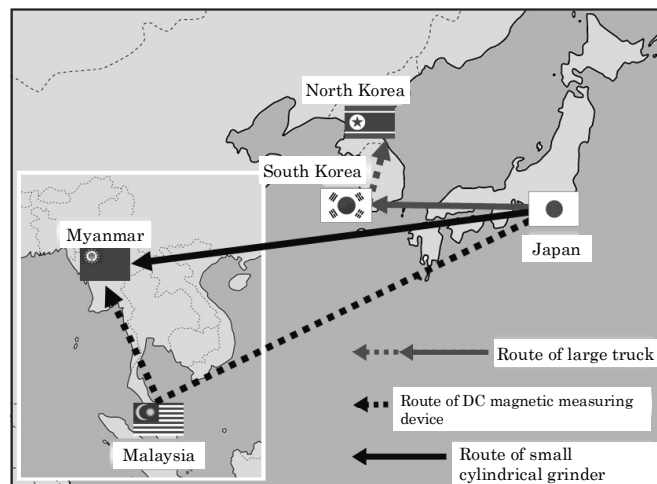 North Korea
South Korea
Myanmar
Japan
Route of large truck
Route of DC magnetic measuring
device
Malaysia
Route of small
cylindrical grinder